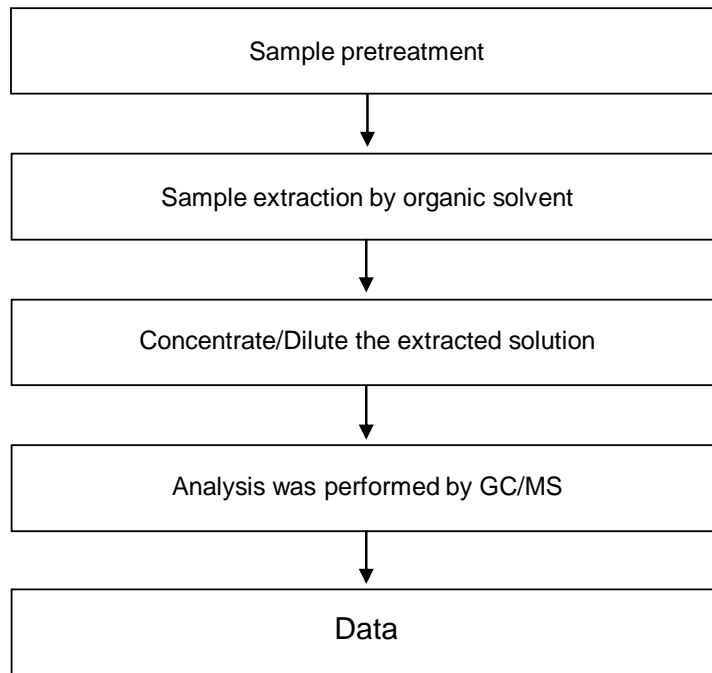 Sample pretreatment
Sample extraction by organic solvent
Concentrate/Dilute the extracted solution
Analysis was performed by GC/MS
Data